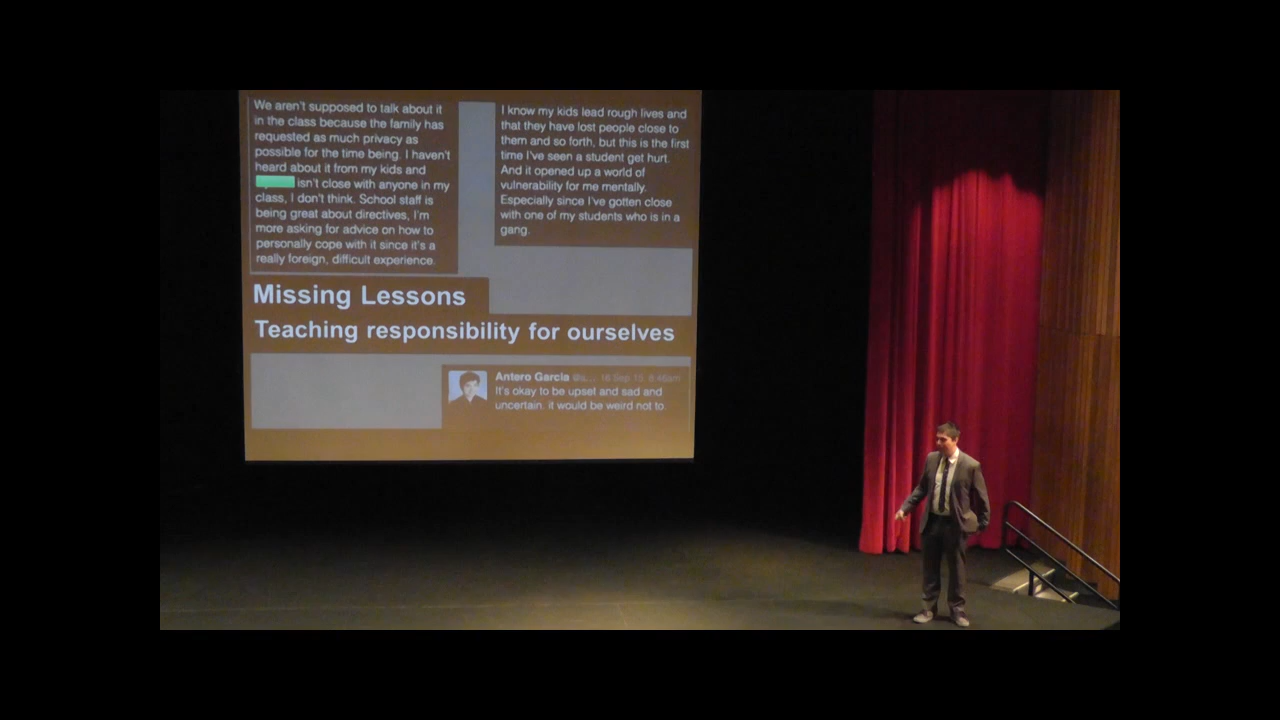 We aren't supposed to talk about it
in the class because the family has
requested as much privacy as
possible for the time being. I haven't
heard about it from my kids and
isn't close with anyone in my
class, I don't think. School staff is
being great about directives, I'm
more asking for advice on how to
personally cope with it since it's a
really foreign, difficult experience.
I know my kids lead rough lives and
that they have lost people close to
them and so forth, but this is the first
time I've seen a student get hurt.
And it opened up a world of
vulnerability for me mentally.
Especially since I've gotten close
with one of my students who is in a
gang.
Missing Lessons
Teaching responsibility for ourselves
Antero Garcia @a... 16 Sep 10
It's okay to be upset and sad and
uncertain. it would be weird not to.